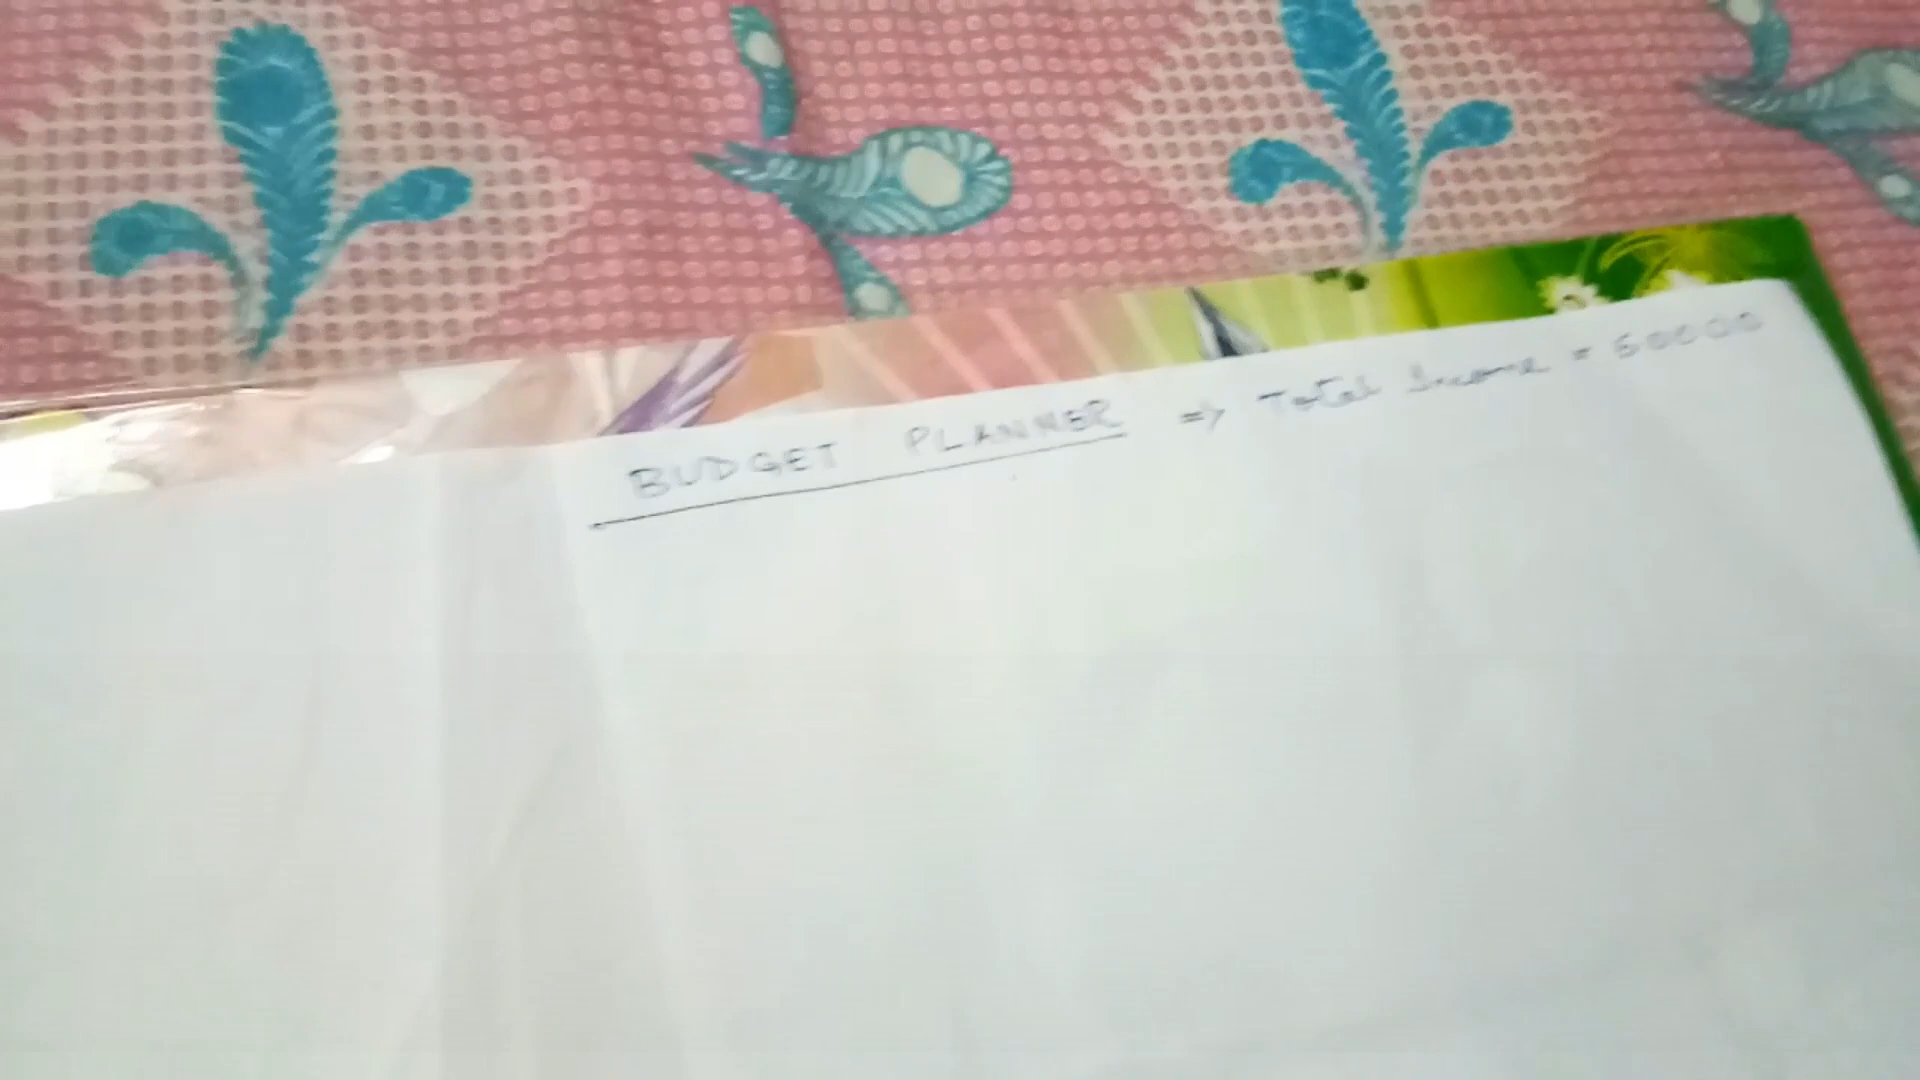 BUDGET PLANNER => Total Income = 60000